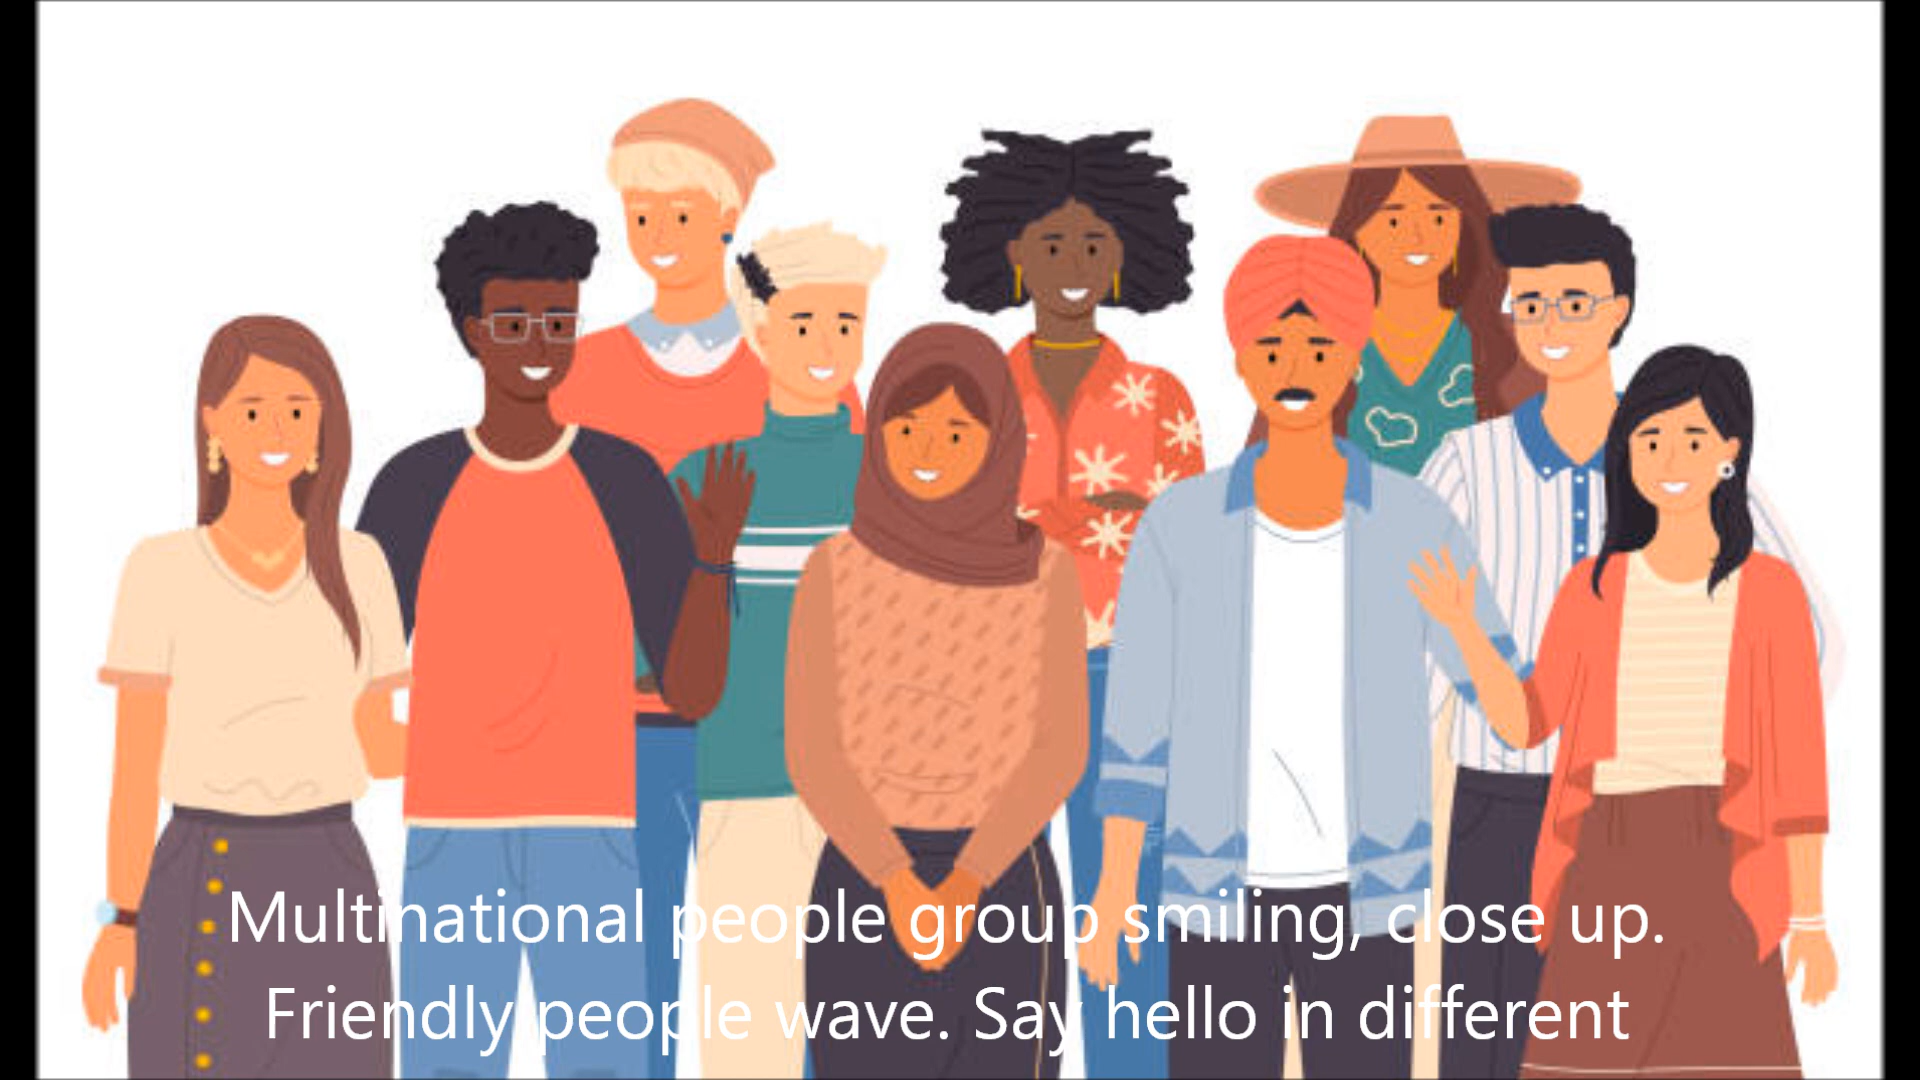 Multinational people group smiling, close up.
Friendly people wave. Say hello in different